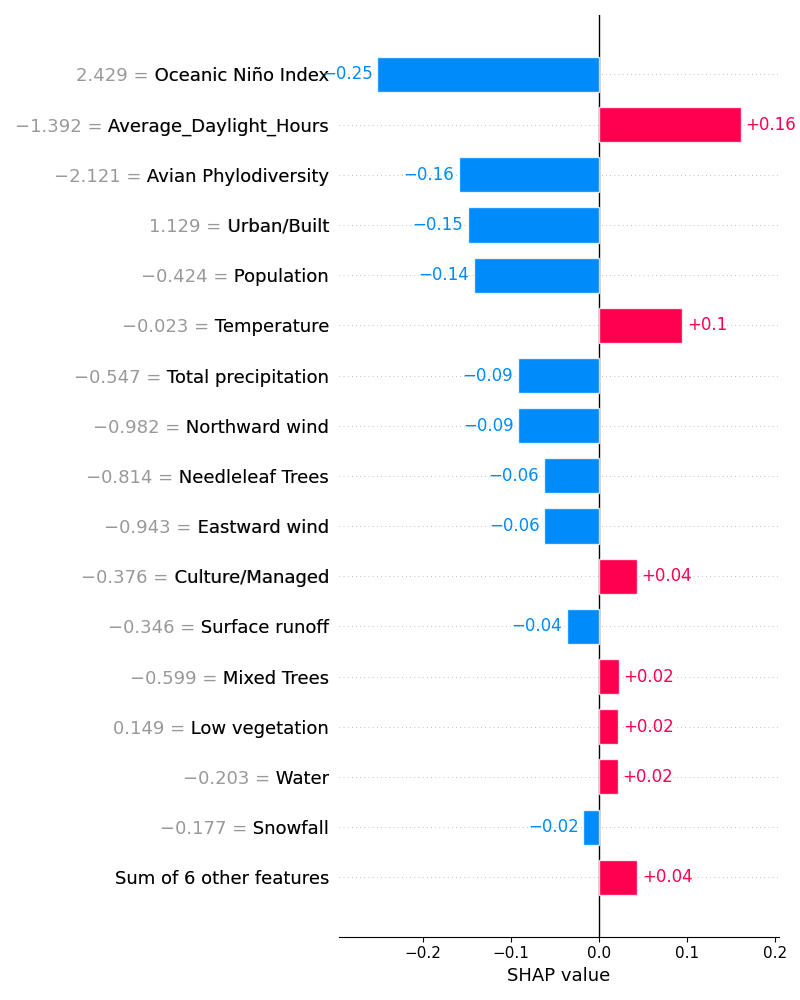 2.429 = Oceanic Niño Index −0.25
−1.392 = Average_Daylight_Hours +0.16
−2.121 = Avian Phylodiversity −0.16
1.129 = Urban/Built −0.15
−0.424 = Population −0.14
−0.023 = Temperature +0.1
−0.547 = Total precipitation −0.09
−0.982 = Northward wind −0.09
−0.814 = Needleleaf Trees −0.06
−0.943 = Eastward wind −0.06
−0.376 = Culture/Managed +0.04
−0.346 = Surface runoff −0.04
−0.599 = Mixed Trees +0.02
0.149 = Low vegetation +0.02
−0.203 = Water +0.02
−0.177 = Snowfall −0.02
Sum of 6 other features +0.04
−0.2 −0.1 0.0 0.1 0.2
SHAP value